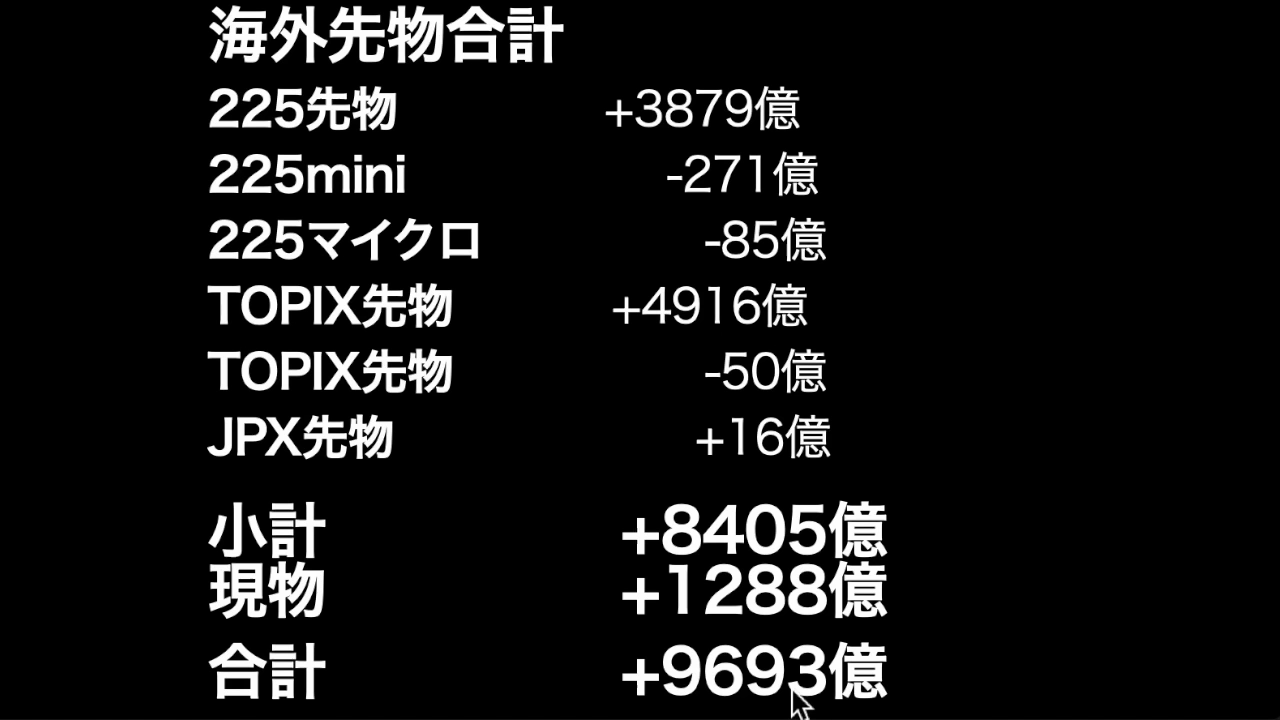 海外先物合計
225先物 +3879億
225mini -271億
225マイクロ -85億
TOPIX先物 +4916億
TOPIX先物 -50億
JPX先物 +16億
小計 +8405億
現物 +1288億
合計 +9693億